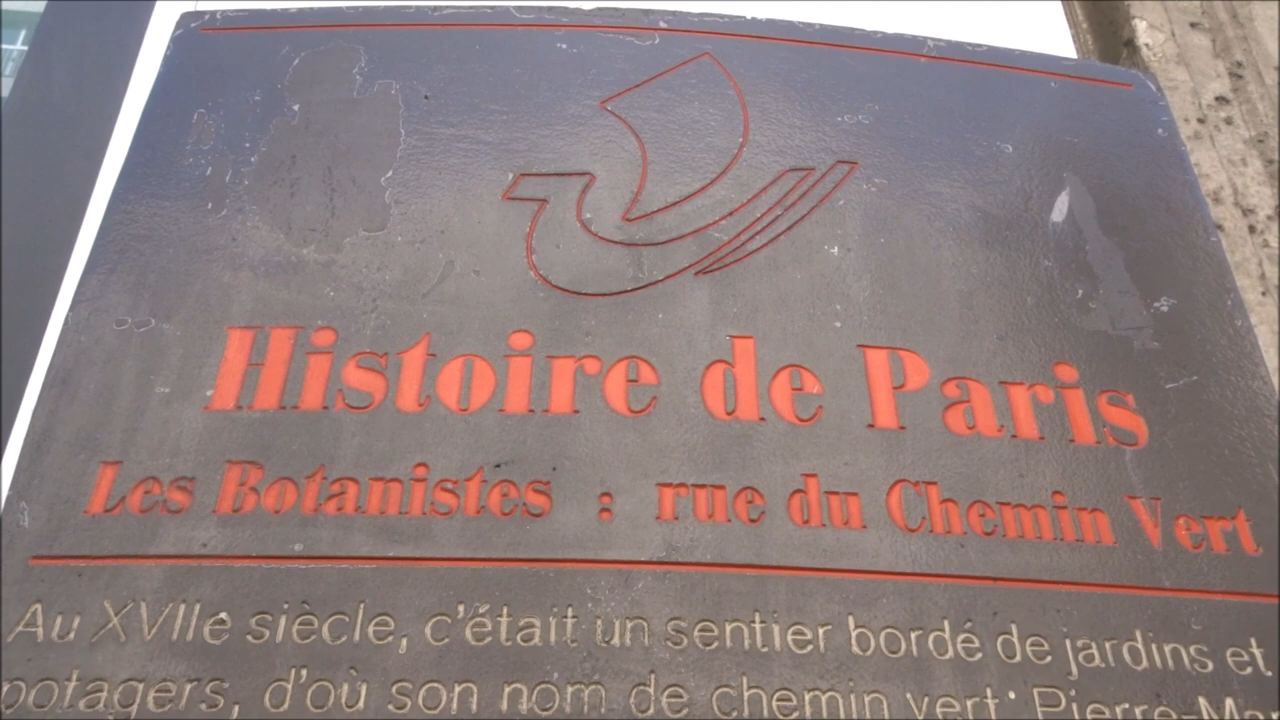 Histoire de Paris
Les Botanistes : rue du Chemin Vert
Au XVIIe siècle, c'était un sentier bordé de jardins et
potagers, d'où son nom de chemin vert.